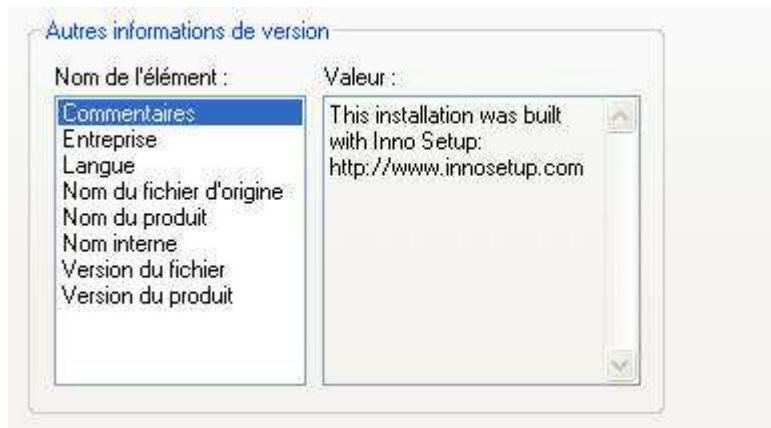 Autres informations de version
Nom de l'élément :
Valeur :
Commentaires
Entreprise
Langue
Nom du fichier d'origine
Nom du produit
Nom interne
Version du fichier
Version du produit
This installation was built
with Inno Setup:
http://www.innosetup.com